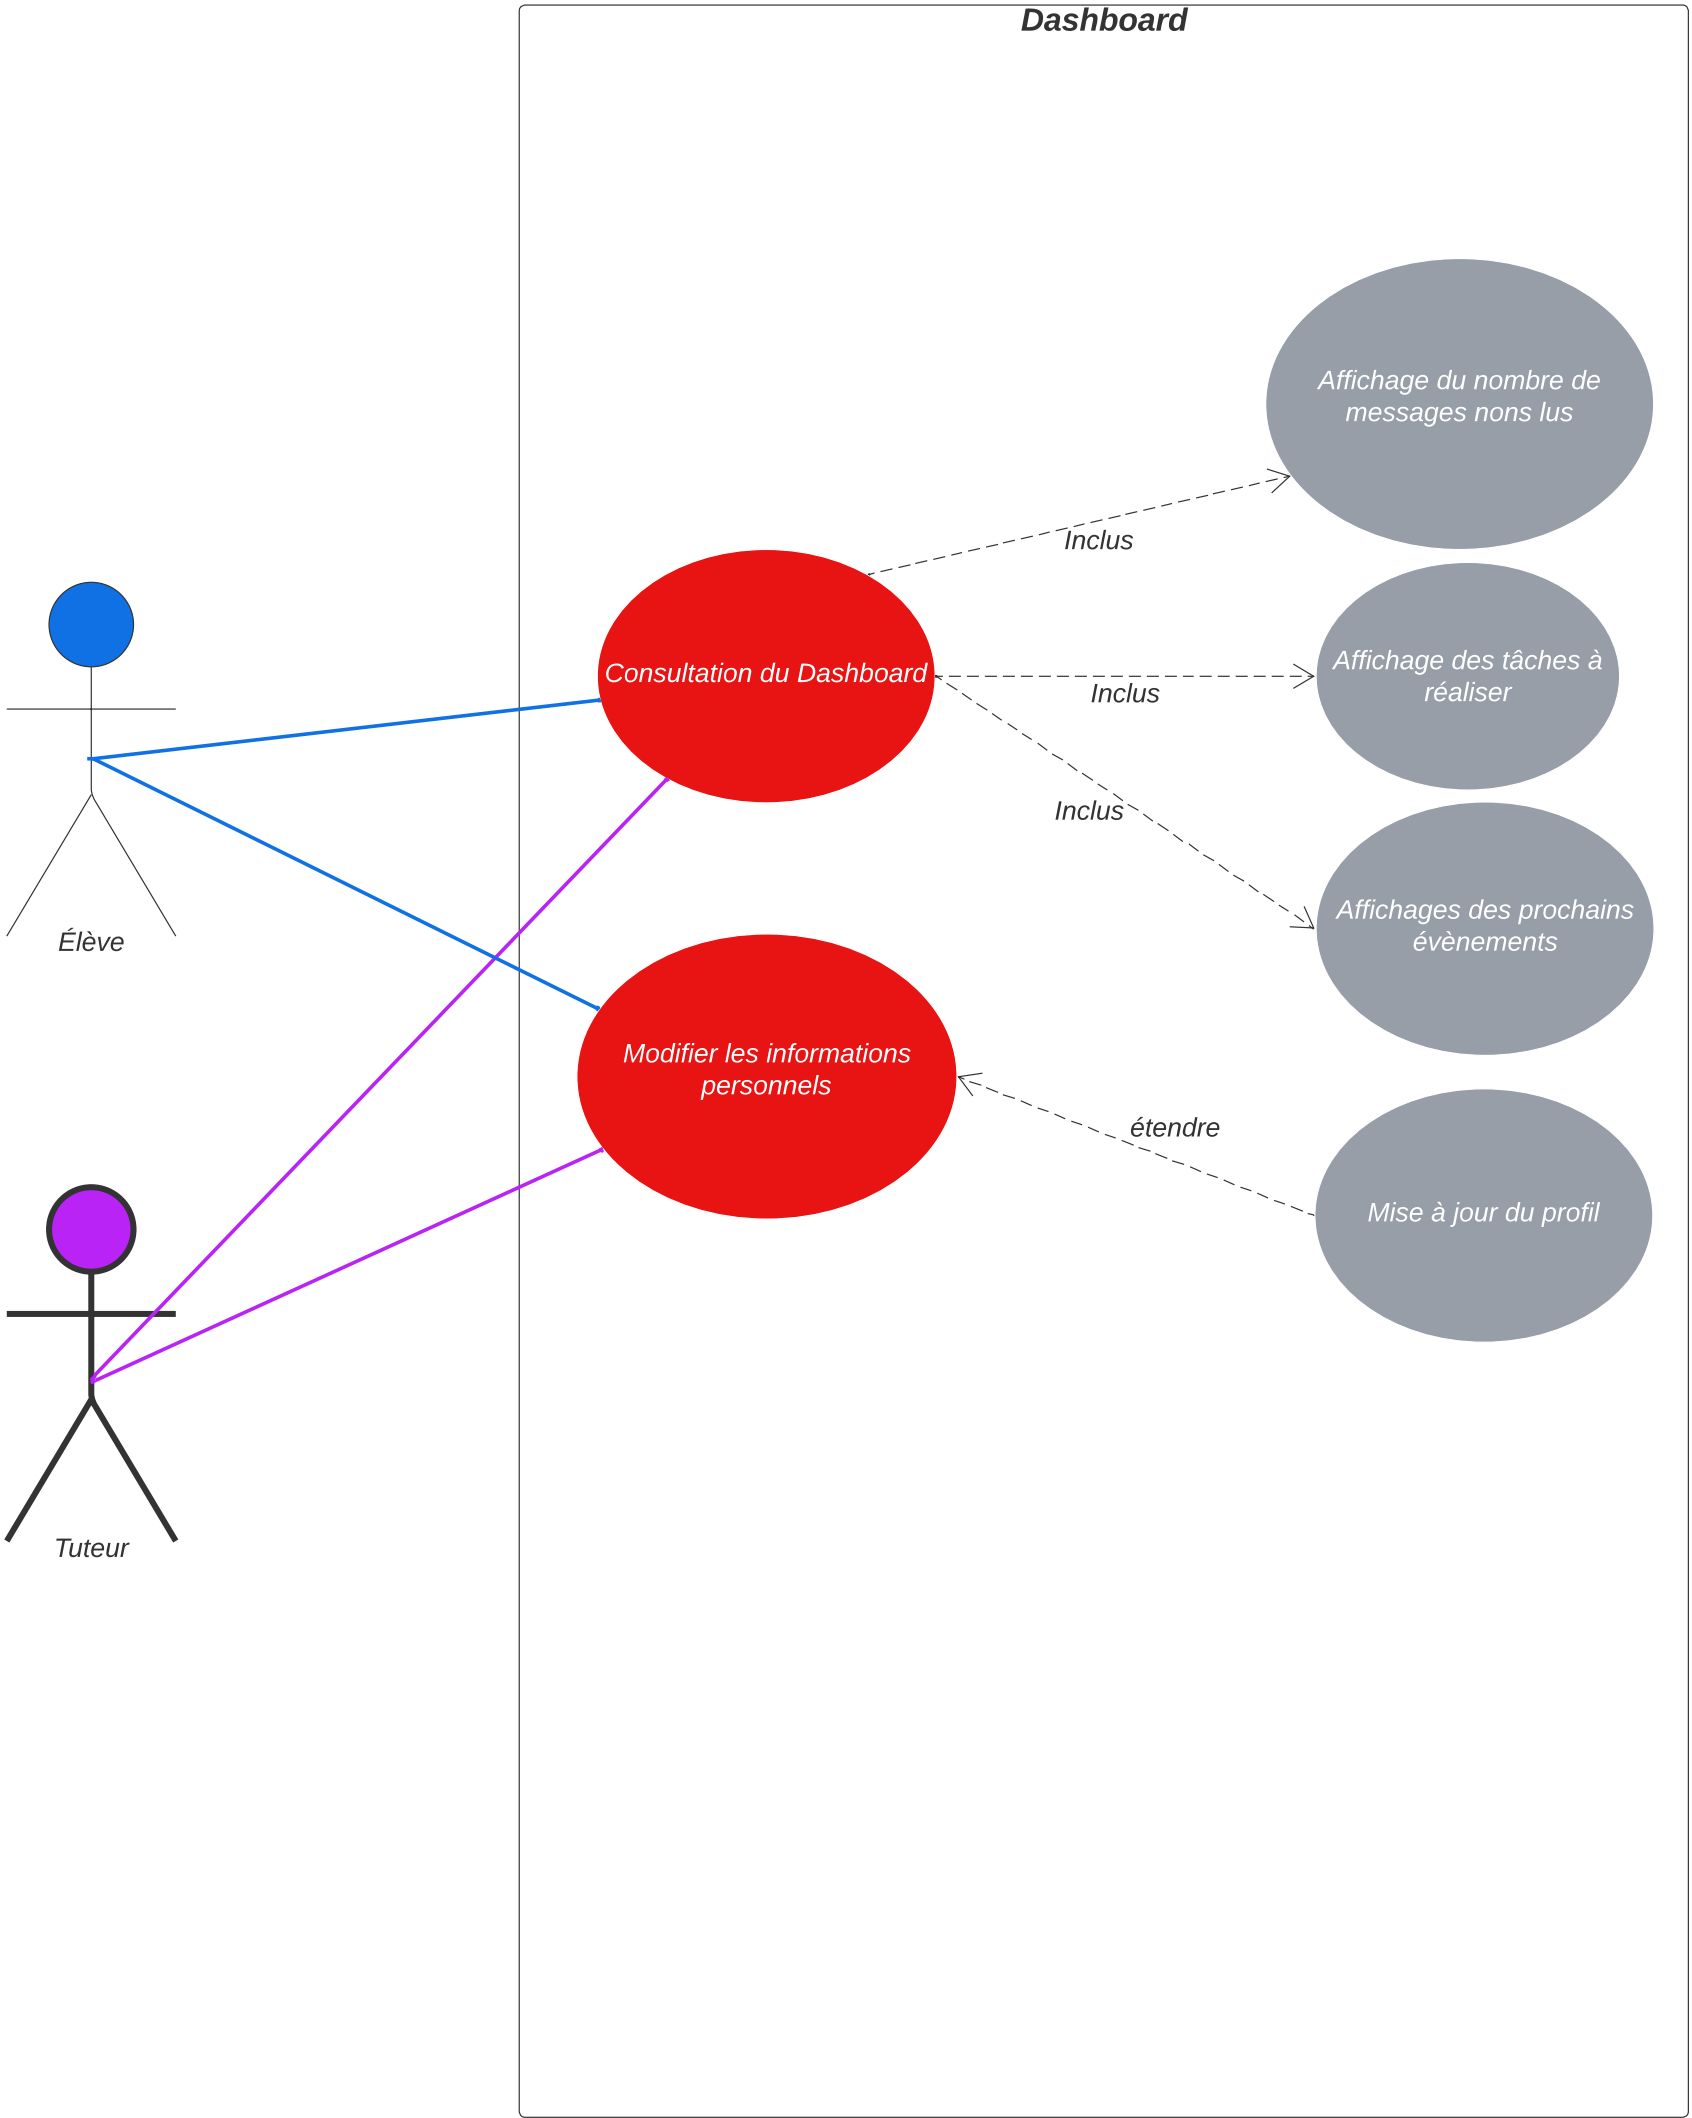 Dashboard
Affichage du nombre de
messages nons lus
Inclus
Consultation du Dashboard
Affichage des tâches à
réaliser
Inclus
Inclus
Affichages des prochains
évènements
Élève
Modifier les informations
personnels
étendre
Mise à jour du profil
Tuteur